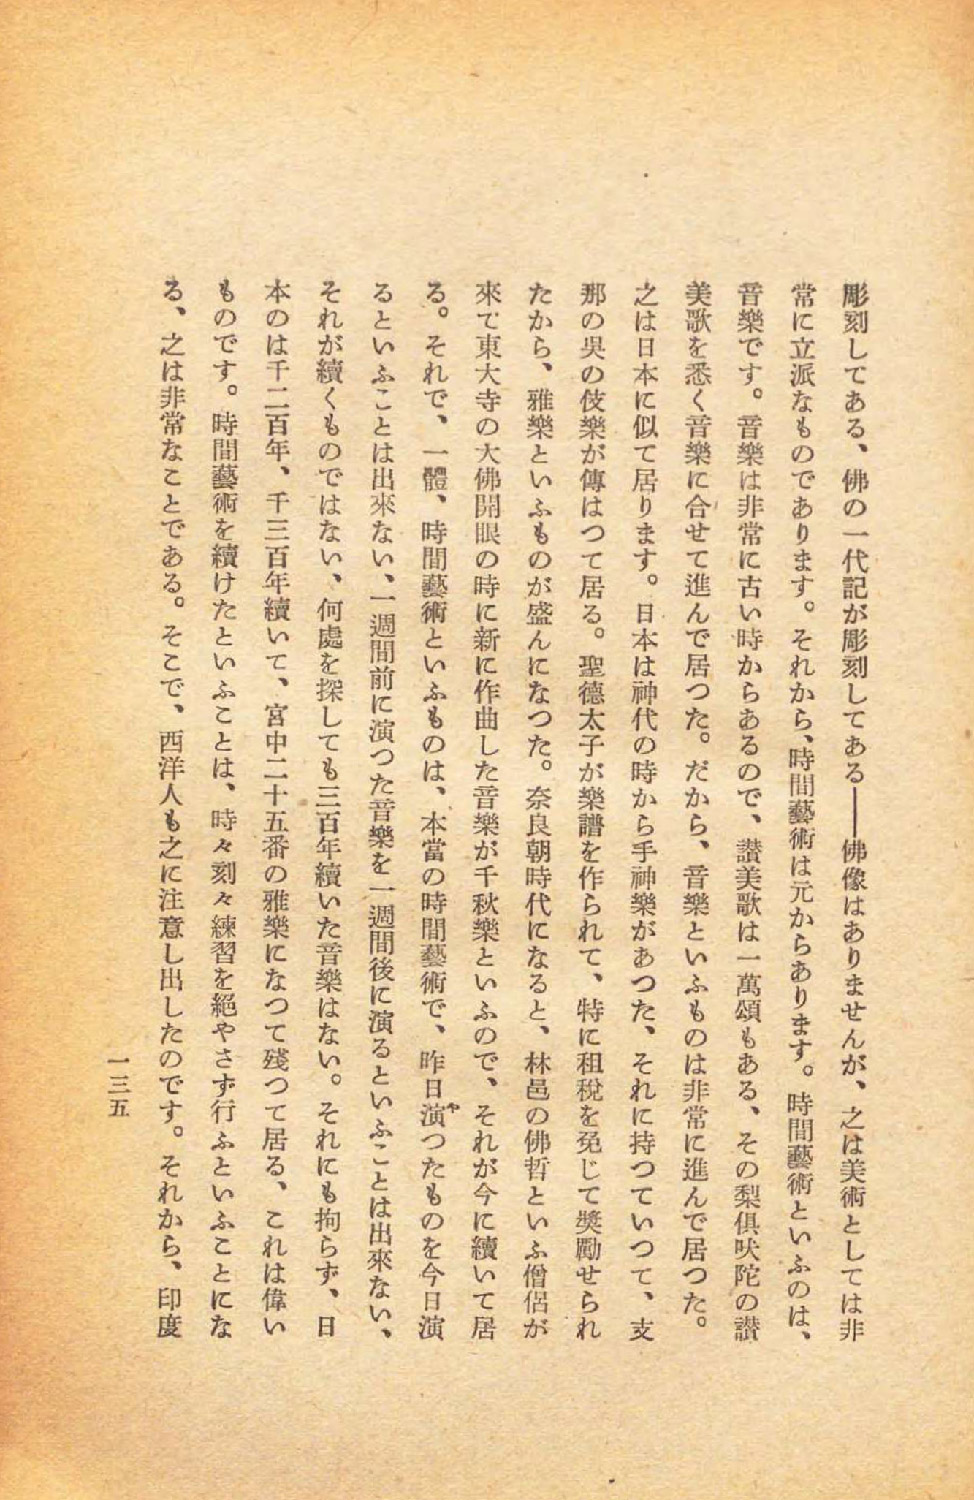 彫刻してある、佛の一代記が彫刻してある――佛像はありませんが、之は美術としては非
常に立派なものであります。それから、時間藝術は元からあります。時間藝術といふのは、
音樂です。音樂は非常に古い時からあるので、讃美歌は一萬頌もある、その梨俱吠陀の讃
美歌を悉く音樂に合せて進んで居つた。だから、音樂といふものは非常に進んで居つた。
之は日本に似て居ります。日本は神代の時から手神樂があつた、それに持つていつて、支
那の吳の伎樂が傳はつて居る。聖德太子が樂譜を作られて、特に租稅を免じて奬勵せられ
たから、雅樂といふものが盛んになつた。奈良朝時代になると、林邑の佛哲といふ僧侶が
來て東大寺の大佛開眼の時に新に作曲した音樂が千秋樂といふので、それが今に續いて居
る。それで、一體、時間藝術といふものは、本當の時間藝術で、昨日演やつたものを今日演
るといふことは出來ない、一週間前に演つた音樂を一週間後に演るといふことは出來ない、
それが續くものではない、何處を探しても三百年續いた音樂はない。それにも拘らず、日
本のは千二百年、千三百年續いて、宮中二十五番の雅樂になつて殘つて居る、これは偉い
ものです。時間藝術を續けたといふことは、時々刻々練習を絕やさず行ふといふことにな
る、之は非常なことである。そこで、西洋人も之に注意し出したのです。それから、印度
一三五